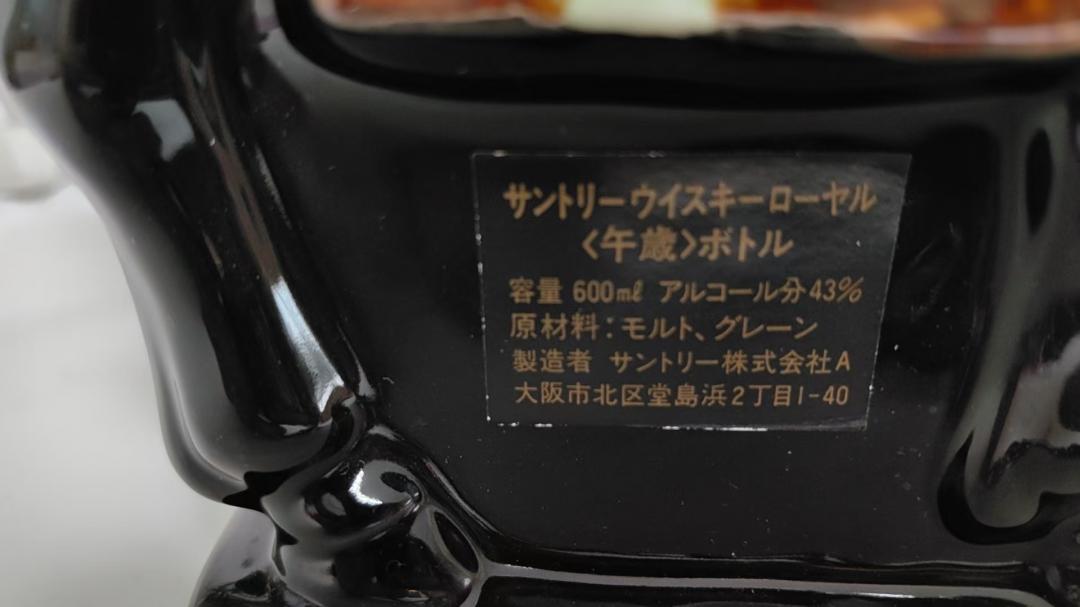 サントリーウイスキーローヤル
〈午歳〉ボトル
容量 600ml アルコール分43%
原材料:モルト、グレーン
製造者 サントリー株式会社A
大阪市北区堂島浜2丁目1-40